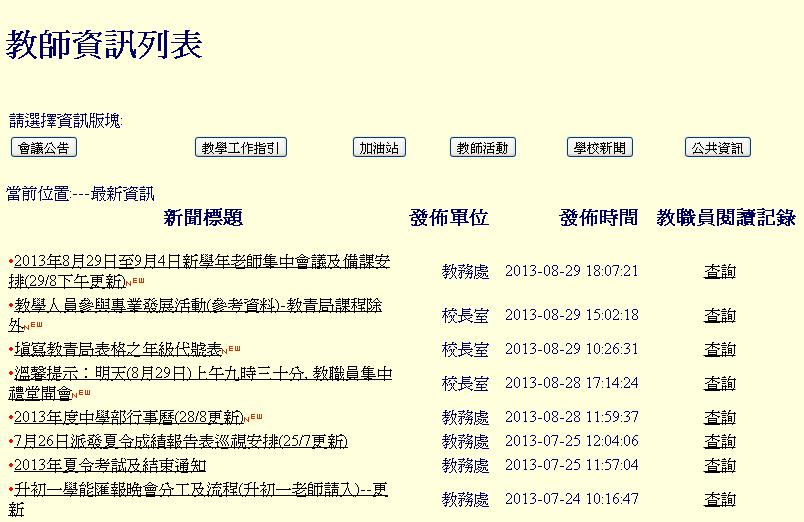 教師資訊列表
請選擇資訊版塊:
會議公告 教學工作指引 加油站 教師活動 學校新聞 公共資訊
當前位置:---最新資訊
新聞標題 發佈單位 發佈時間 教職員閱讀記錄
•2013年8月29日至9月4日新學年老師集中會議及備課安
排(29/8下午更新)NEW 教務處 2013-08-29 18:07:21 查詢
•教學人員參與專業發展活動(參考資料)-教青局課程除
外NEW 校長室 2013-08-29 15:02:18 查詢
•填寫教青局表格之年級代號表NEW 校長室 2013-08-29 10:26:31 查詢
•溫馨提示：明天(8月29日)上午九時三十分, 教職員集中
禮堂開會NEW 校長室 2013-08-28 17:14:24 查詢
•2013年度中學部行事曆(28/8更新)NEW 教務處 2013-08-28 11:59:37 查詢
•7月26日派發夏令成績報告表巡視安排(25/7更新) 教務處 2013-07-25 12:04:06 查詢
•2013年夏令考試及結束通知 教務處 2013-07-25 11:57:04 查詢
•升初一學能匯報晚會分工及流程(升初一老師請入)--更
新 教務處 2013-07-24 10:16:47 查詢